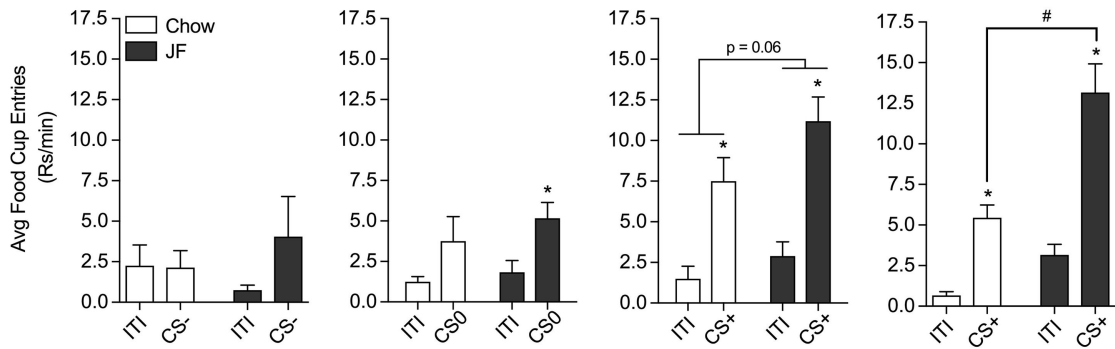 Avg Food Cup Entries
(Rs/min)
17.5
15.0
12.5
10.0
7.5
5.0
2.5
0.0
Chow
JF
ITI
CS-
ITI
CS-
17.5
15.0
12.5
10.0
7.5
5.0
2.5
0.0
*
ITI
CS0
ITI
CS0
17.5
15.0
12.5
10.0
7.5
5.0
2.5
0.0
p = 0.06
*
*
ITI
CS+
ITI
CS+
17.5
15.0
12.5
10.0
7.5
5.0
2.5
0.0
#
*
*
ITI
CS+
ITI
CS+